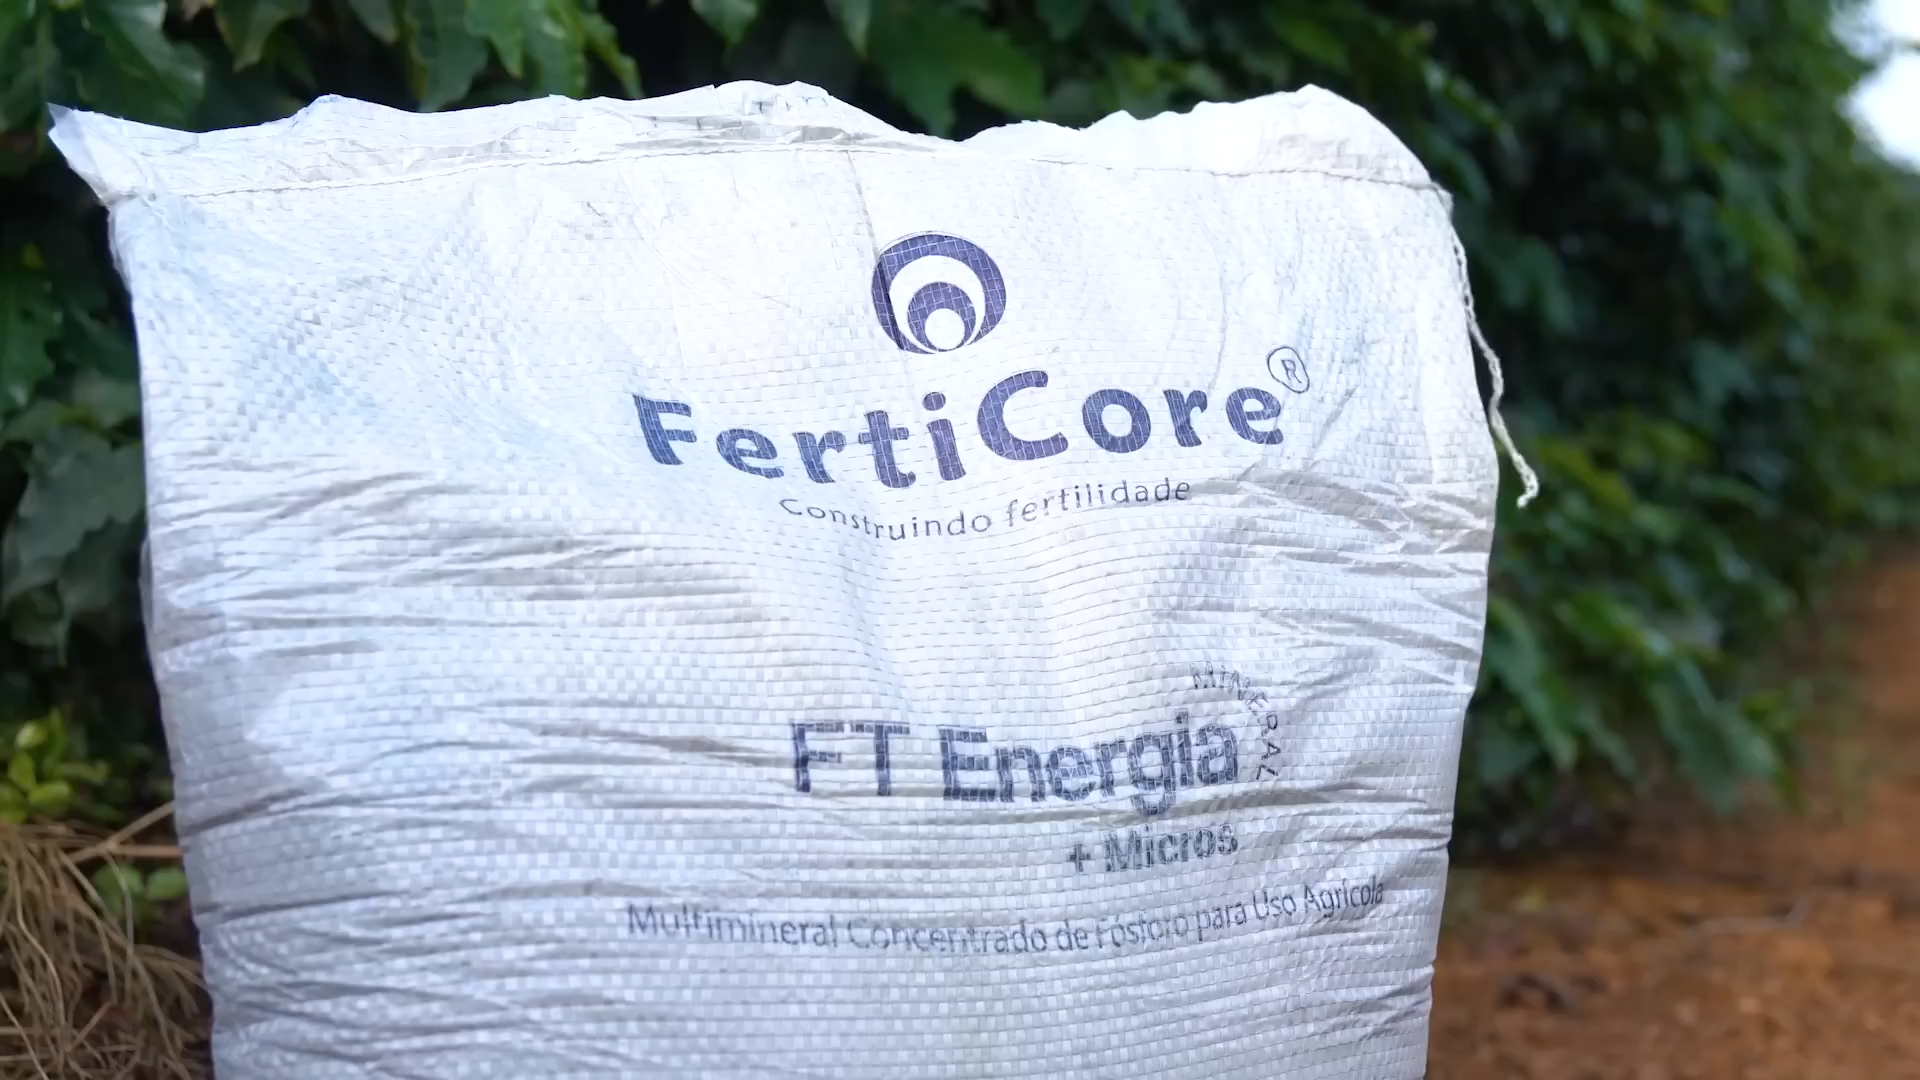 FertiCore®
Construindo fertilidade
MINERAL
FT Energia
+ Micros
Multimineral Concentrado de Fósforo para Uso Agrícola